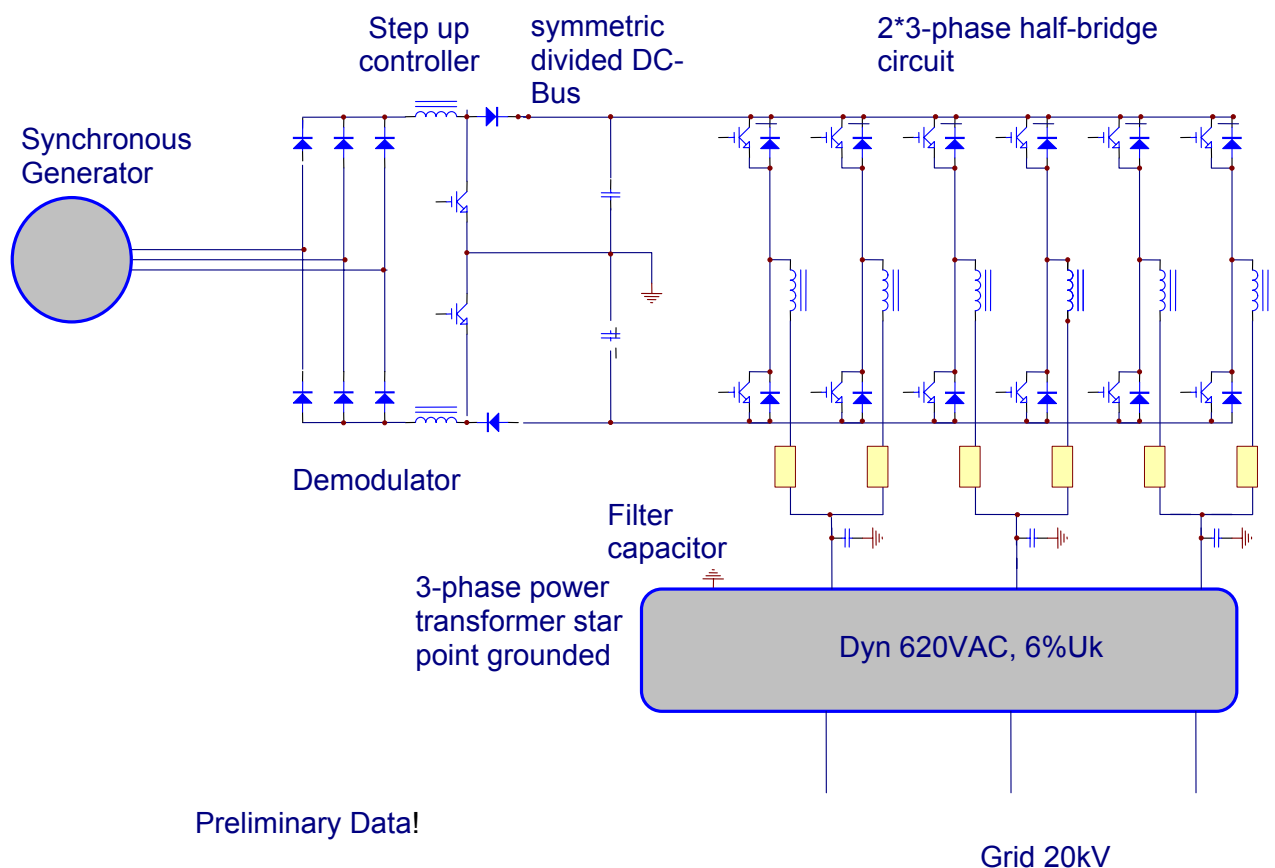 Step up
controller
symmetric
divided DC-
Bus
2*3-phase half-bridge
circuit
Synchronous
Generator
Demodulator
Filter
capacitor
3-phase power
transformer star
point grounded
Dyn 620VAC, 6%Uk
Preliminary Data!
Grid 20kV